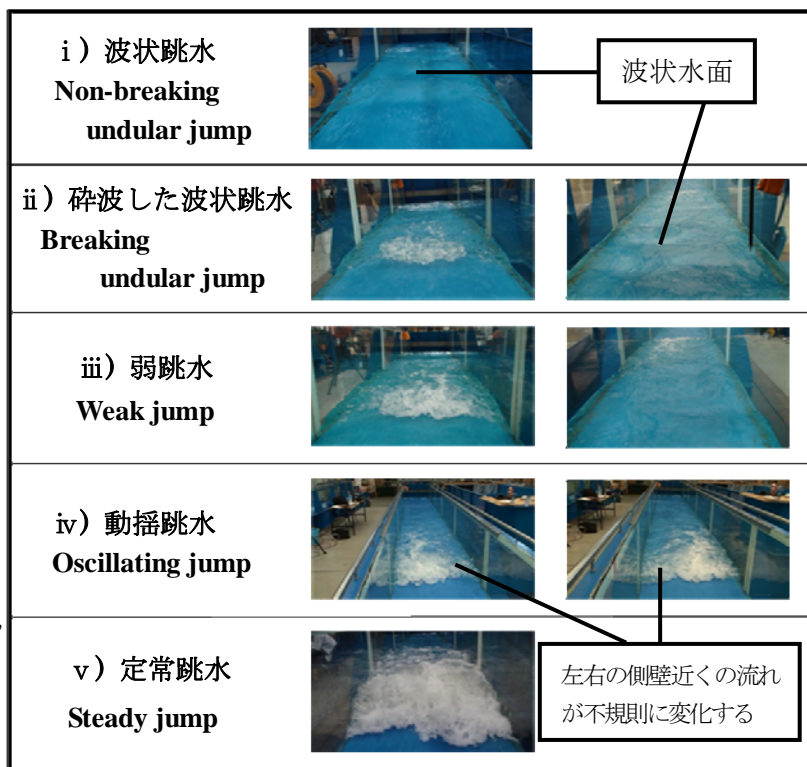 ⅰ）波状跳水
Non-breaking
undular jump
波状水面
ⅱ）砕波した波状跳水
Breaking
undular jump
ⅲ）弱跳水
Weak jump
ⅳ）動揺跳水
Oscillating jump
ⅴ）定常跳水
Steady jump
左右の側壁近くの流れ
が不規則に変化する